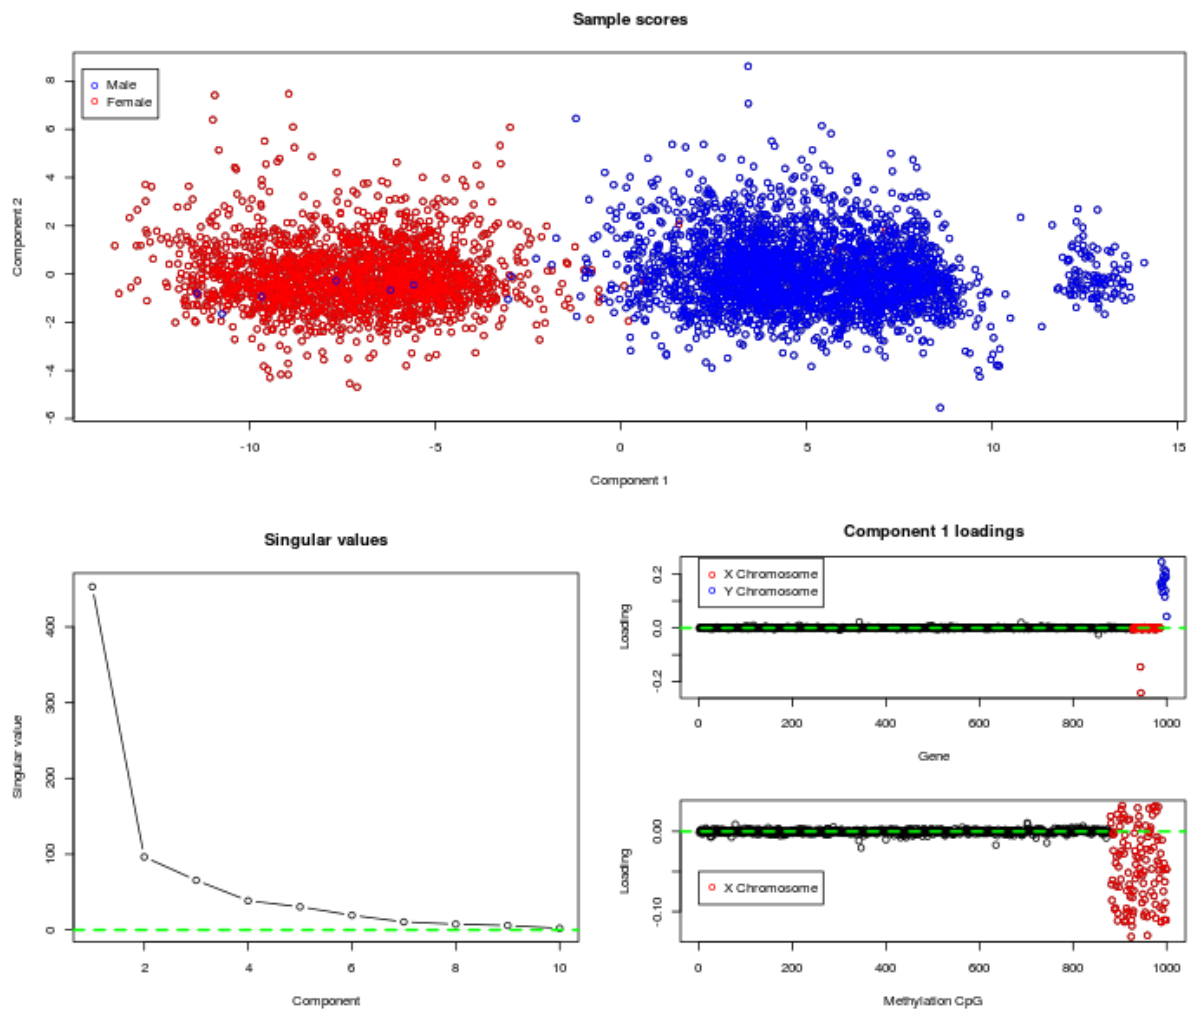 Sample scores
Male
Female
8
6
4
2
0
-2
-4
-6
Component 2
-10
-5
0
5
10
15
Component 1
Singular values
400
300
200
100
0
Singular value
2
4
6
8
10
Component
Component 1 loadings
X Chromosome
Y Chromosome
0.2
0.0
-0.2
Loading
0
200
400
600
800
1000
Gene
0.00
-0.10
Loading
X Chromosome
0
200
400
600
800
1000
Methylation CpG